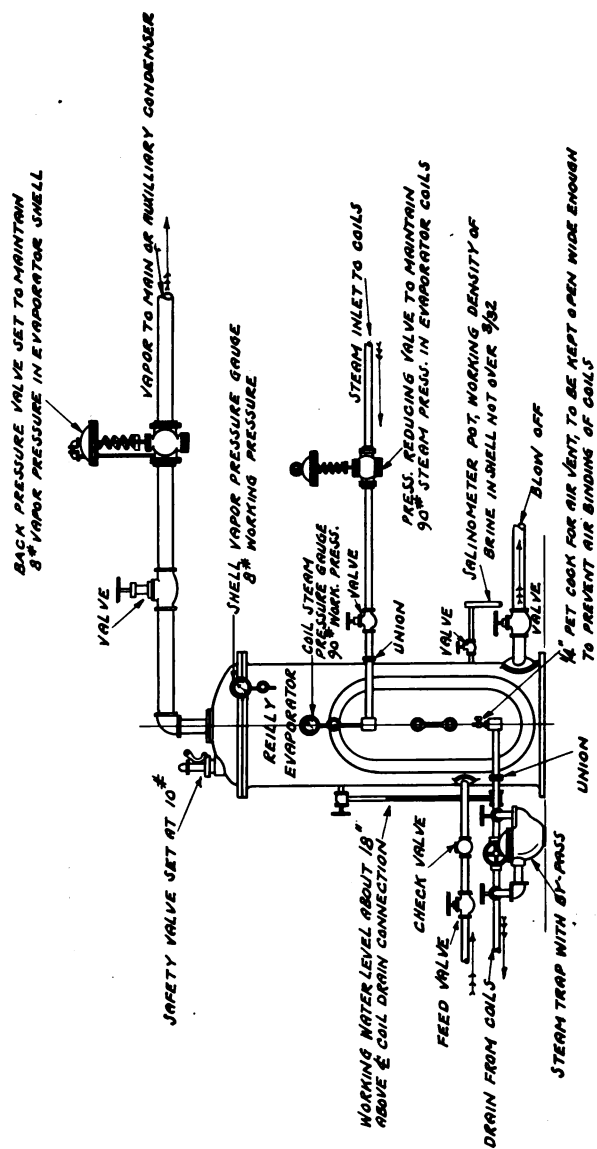 BACK PRESSURE VALVE SET TO MAINTAIN
8# VAPOR PRESSURE IN EVAPORATOR SHELL
VAPOR TO MAIN OR AUXILLIARY CONDENSER
VALVE
SAFETY VALVE SET AT 10#
SHELL VAPOR PRESSURE GAUGE
8# WORKING PRESSURE
REILLY
EVAPORATOR
COIL STEAM
PRESSURE GAUGE
90# WORK. PRESS.
VALVE
STEAM INLET TO COILS
PRESS. REDUCING VALVE TO MAINTAIN
90# STEAM PRESS. IN EVAPORATOR COILS
UNION
WORKING WATER LEVEL ABOUT 18"
ABOVE ℄ COIL DRAIN CONNECTION
CHECK VALVE
FEED VALVE
VALVE
SALINOMETER POT, WORKING DENSITY OF
BRINE IN SHELL NOT OVER 3/32
DRAIN FROM COILS
VALVE
BLOW OFF
STEAM TRAP WITH BY-PASS
UNION
¼" PET COCK FOR AIR VENT, TO BE KEPT OPEN WIDE ENOUGH
TO PREVENT AIR BINDING OF COILS